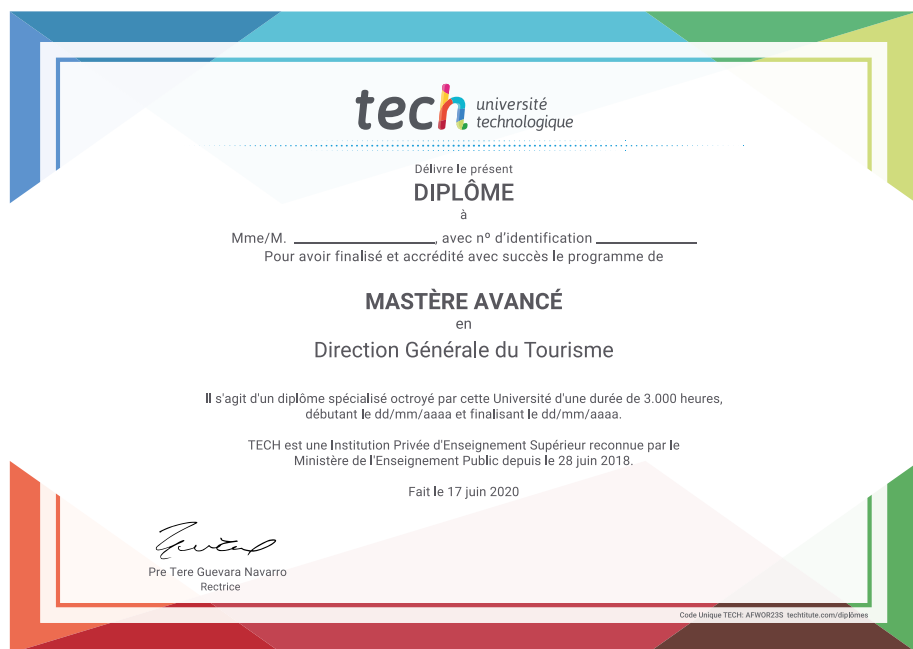 tech université
technologique
Délivre le présent
DIPLÔME
à
Mme/M. , avec nº d'identification
Pour avoir finalisé et accrédité avec succès le programme de
MASTÈRE AVANCÉ
en
Direction Générale du Tourisme
Il s'agit d'un diplôme spécialisé octroyé par cette Université d'une durée de 3.000 heures,
débutant le dd/mm/aaaa et finalisant le dd/mm/aaaa.
TECH est une Institution Privée d'Enseignement Supérieur reconnue par le
Ministère de l'Enseignement Public depuis le 28 juin 2018.
Fait le 17 juin 2020
Pre Tere Guevara Navarro
Rectrice
Code Unique TECH: AFWOR23S techtitute.com/diplômes